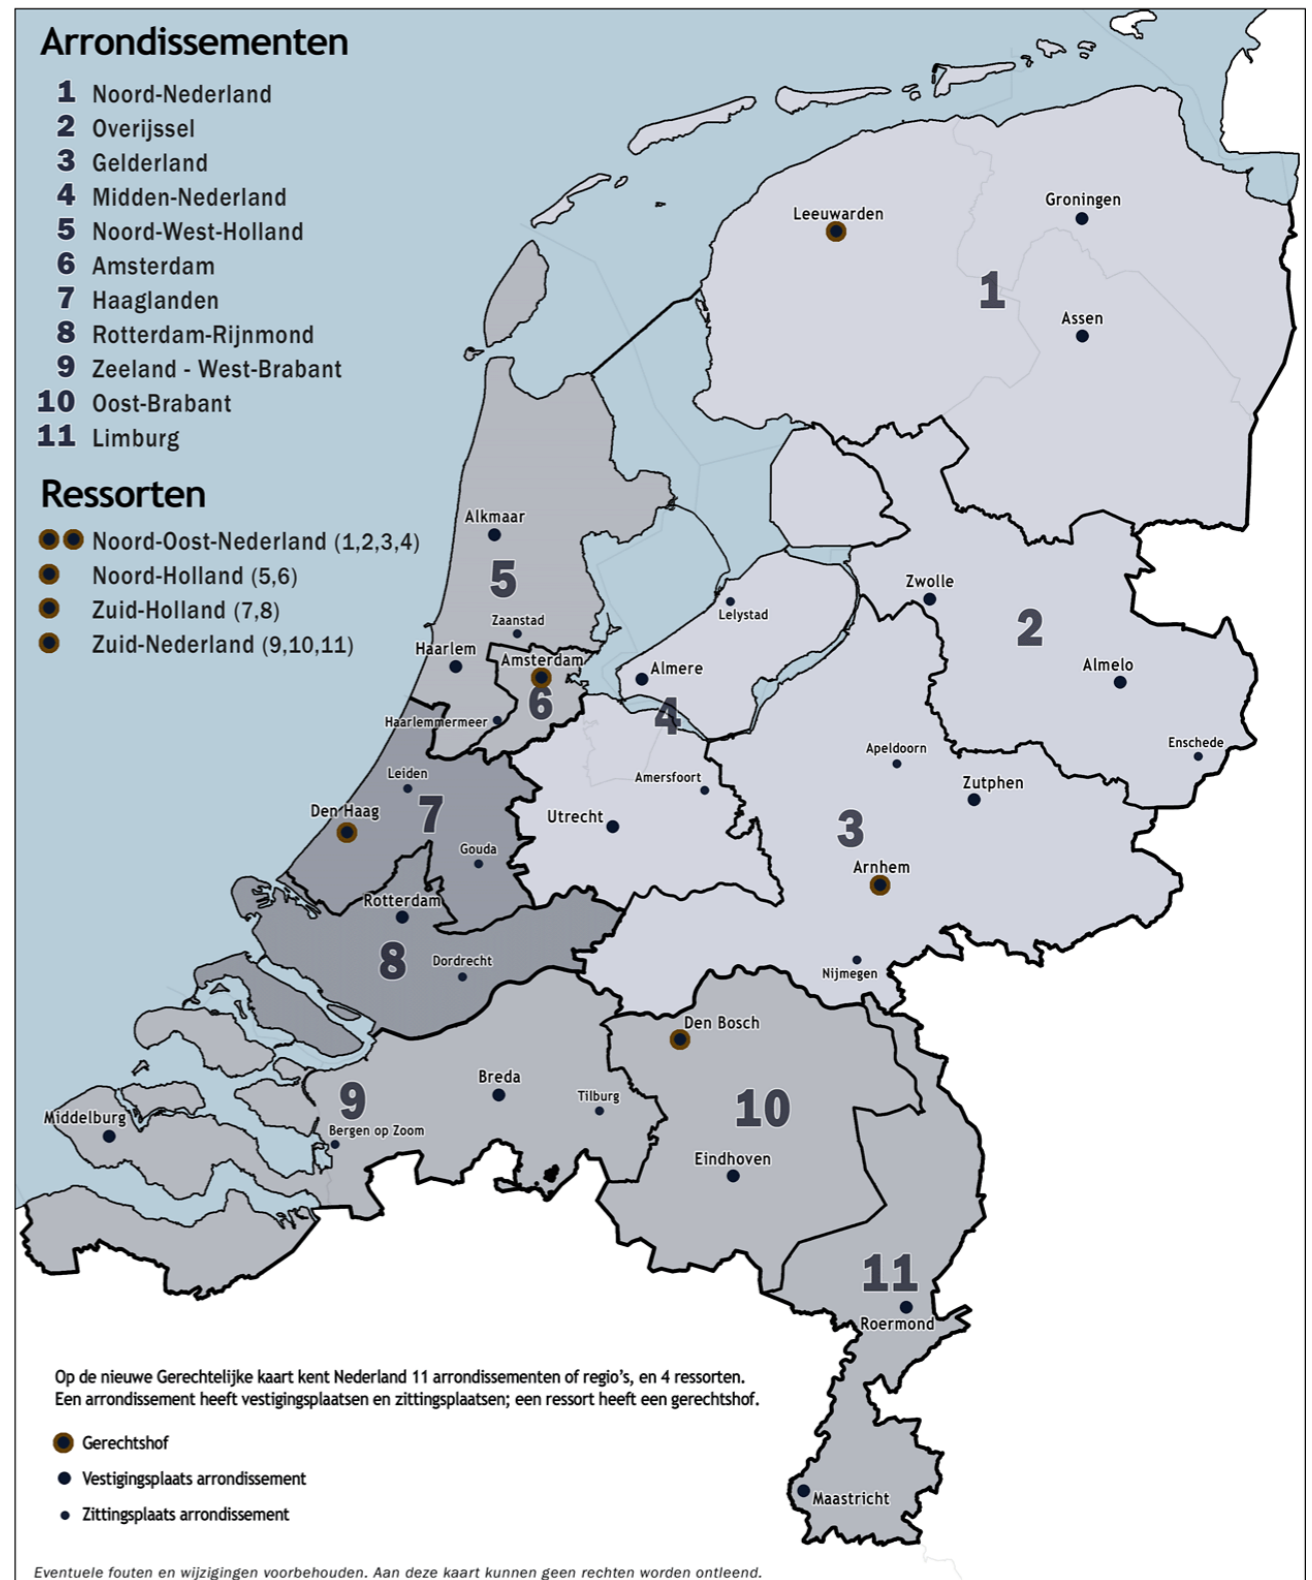 Arrondissementen
1 Noord-Nederland
2 Overijssel
3 Gelderland
4 Midden-Nederland
5 Noord-West-Holland
6 Amsterdam
7 Haaglanden
8 Rotterdam-Rijnmond
9 Zeeland - West-Brabant
10 Oost-Brabant
11 Limburg
Ressorten
Noord-Oost-Nederland (1,2,3,4)
Noord-Holland (5,6)
Zuid-Holland (7,8)
Zuid-Nederland (9,10,11)
Groningen
Leeuwarden
1
Assen
Alkmaar
5
Zwolle
Lelystad
Zaanstad
2
Haarlem
Amsterdam
Almere
Almelo
6
4
Haarlemmermeer
Enschede
Apeldoorn
Leiden
Amersfoort
Zutphen
Den Haag
7
Utrecht
3
Gouda
Arnhem
Rotterdam
8
Dordrecht
Nijmegen
Den Bosch
Breda
9
Tilburg
10
Middelburg
Bergen op Zoom
Eindhoven
11
Roermond
Maastricht
Op de nieuwe Gerechtelijke kaart kent Nederland 11 arrondissementen of regio's, en 4 ressorten.
Een arrondissement heeft vestigingsplaatsen en zittingsplaatsen; een ressort heeft een gerechtshof.
Gerechtshof
Vestigingsplaats arrondissement
Zittingsplaats arrondissement
Eventuele fouten en wijzigingen voorbehouden. Aan deze kaart kunnen geen rechten worden ontleend.